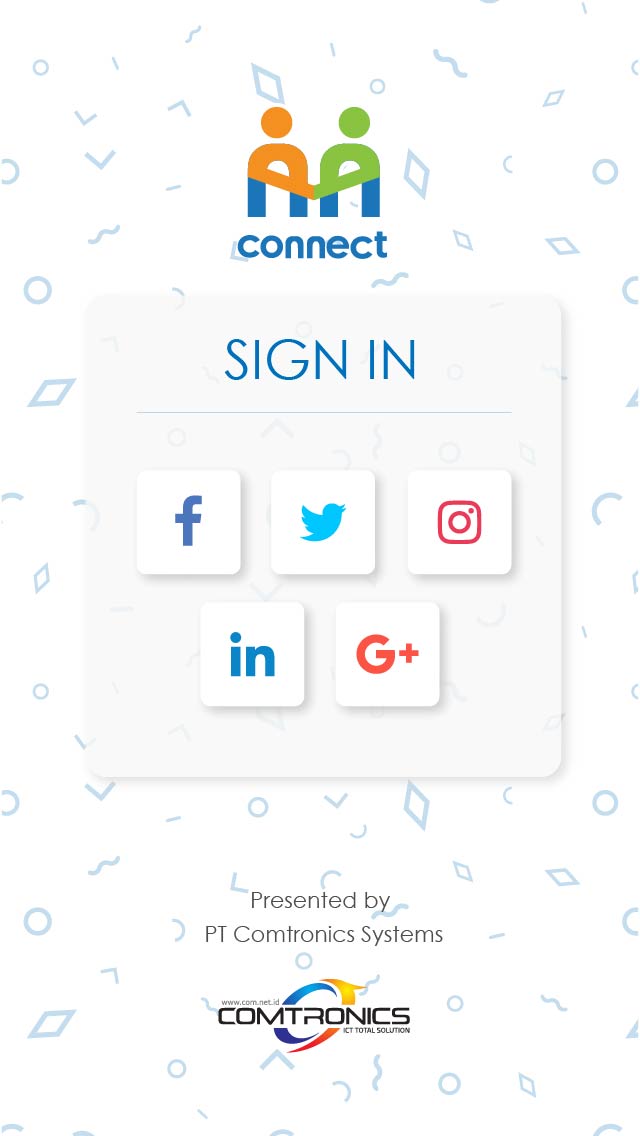 connect
SIGN IN
f
in
G+
Presented by
PT Comtronics Systems
www.com.net.id
COMTRONICS
ICT TOTAL SOLUTION